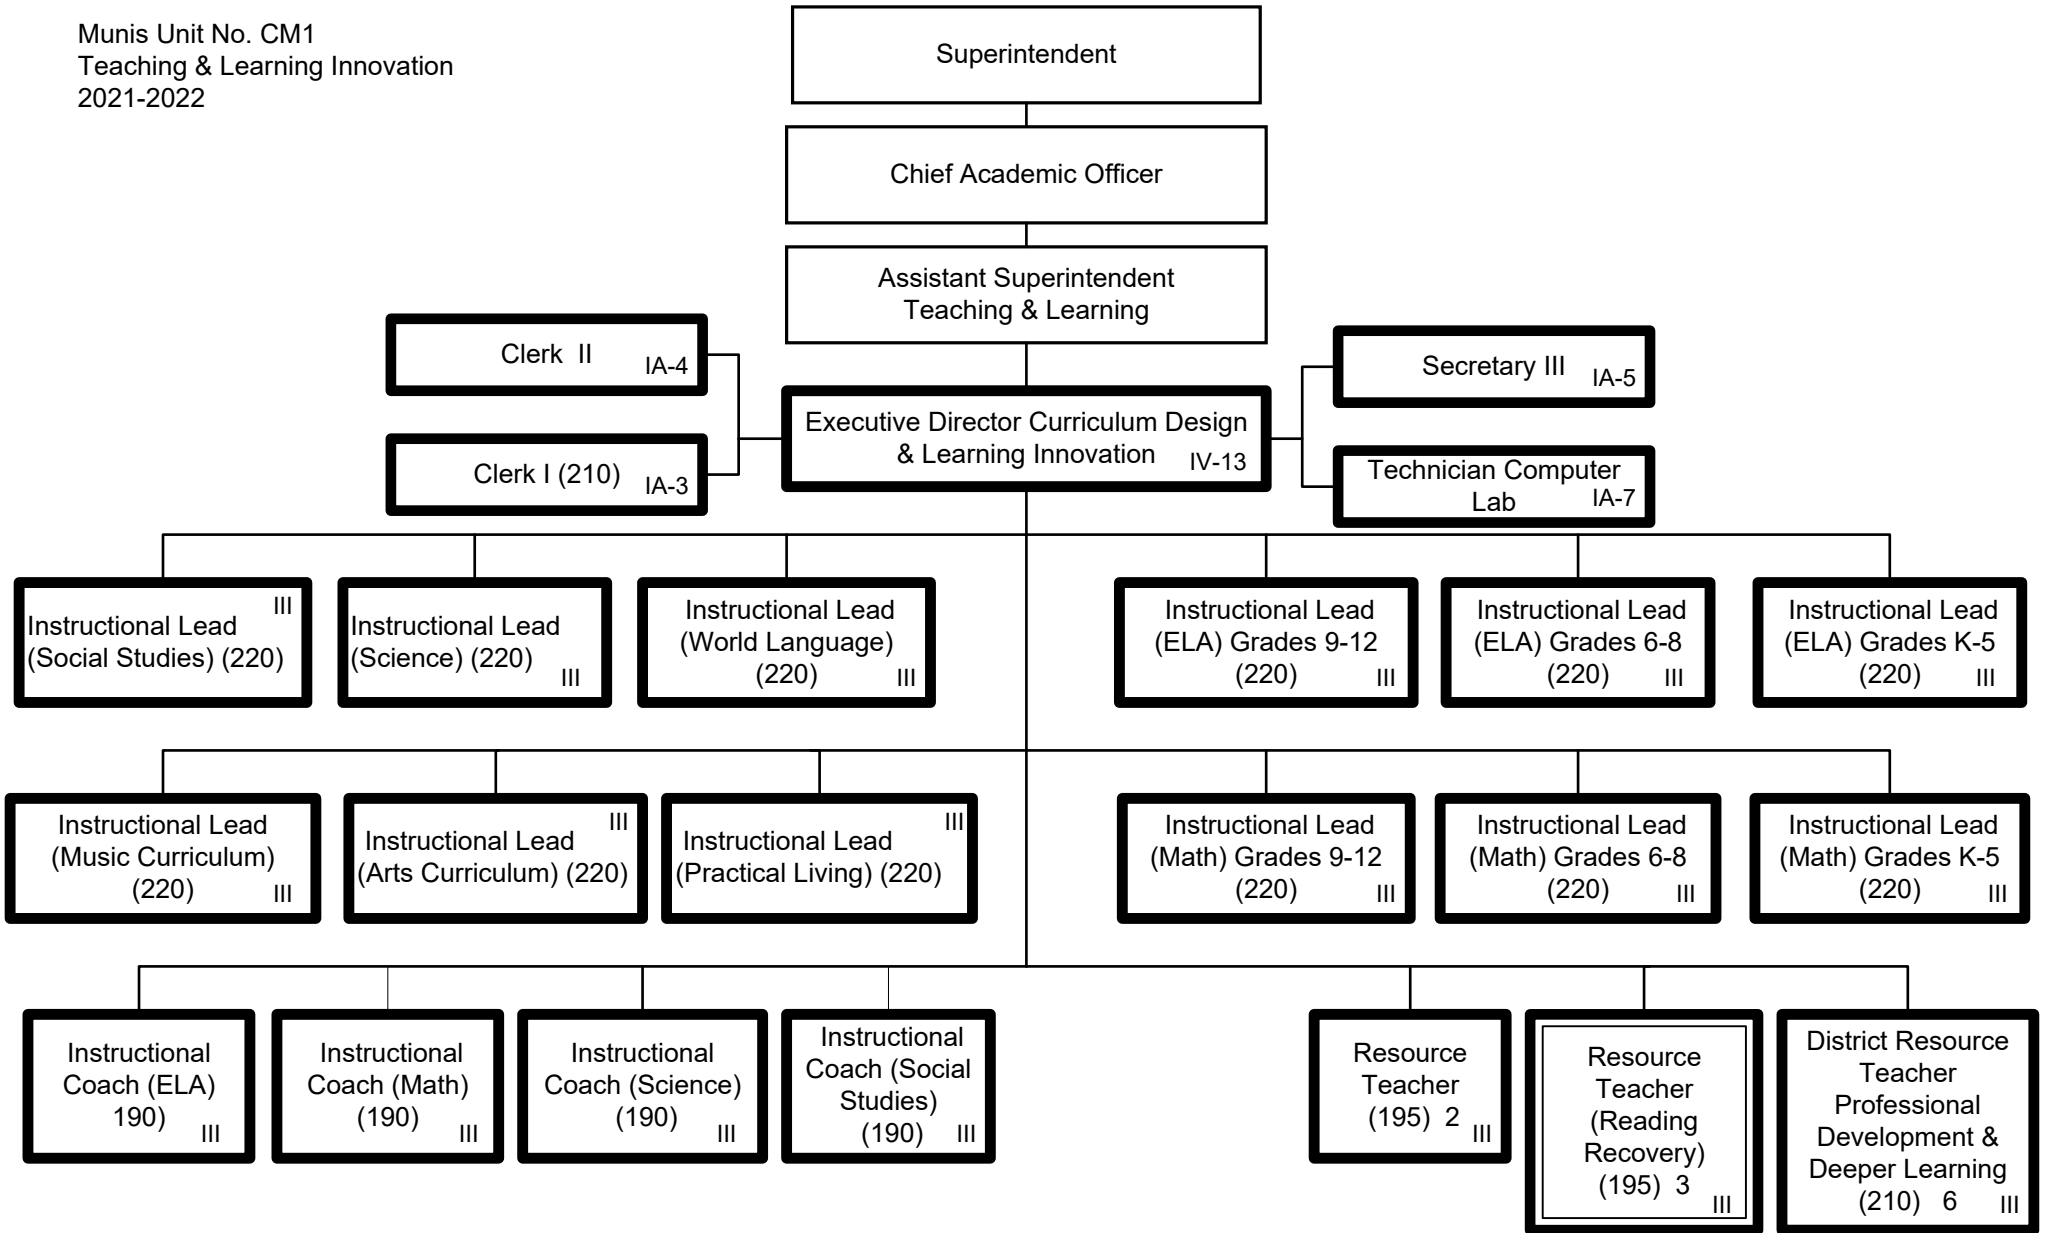 Munis Unit No. CM1
Teaching & Learning Innovation
2021-2022
Superintendent
Chief Academic Officer
Assistant Superintendent
Teaching & Learning
Clerk  II
IA-4
Clerk I (210)
IA-3
Executive Director Curriculum Design
& Learning Innovation
IV-13
Secretary III
IA-5
Technician Computer
Lab
IA-7
III
Instructional Lead
(Social Studies) (220)
Instructional Lead
(Science) (220)
III
Instructional Lead
(World Language)
(220)
III
Instructional Lead
(ELA) Grades 9-12
(220)
III
Instructional Lead
(ELA) Grades 6-8
(220)
III
Instructional Lead
(ELA) Grades K-5
(220)
III
Instructional Lead
(Music Curriculum)
(220)
III
III
Instructional Lead
(Arts Curriculum) (220)
III
Instructional Lead
(Practical Living) (220)
Instructional Lead
(Math) Grades 9-12
(220)
III
Instructional Lead
(Math) Grades 6-8
(220)
III
Instructional Lead
(Math) Grades K-5
(220)
III
Instructional
Coach (ELA)
190)
III
Instructional
Coach (Math)
(190)
III
Instructional
Coach (Science)
(190)
III
Instructional
Coach (Social
Studies)
(190)
III
Resource
Teacher
(195)  2
III
Resource
Teacher
(Reading
Recovery)
(195)  3
III
District Resource
Teacher
Professional
Development &
Deeper Learning
(210)   6
III